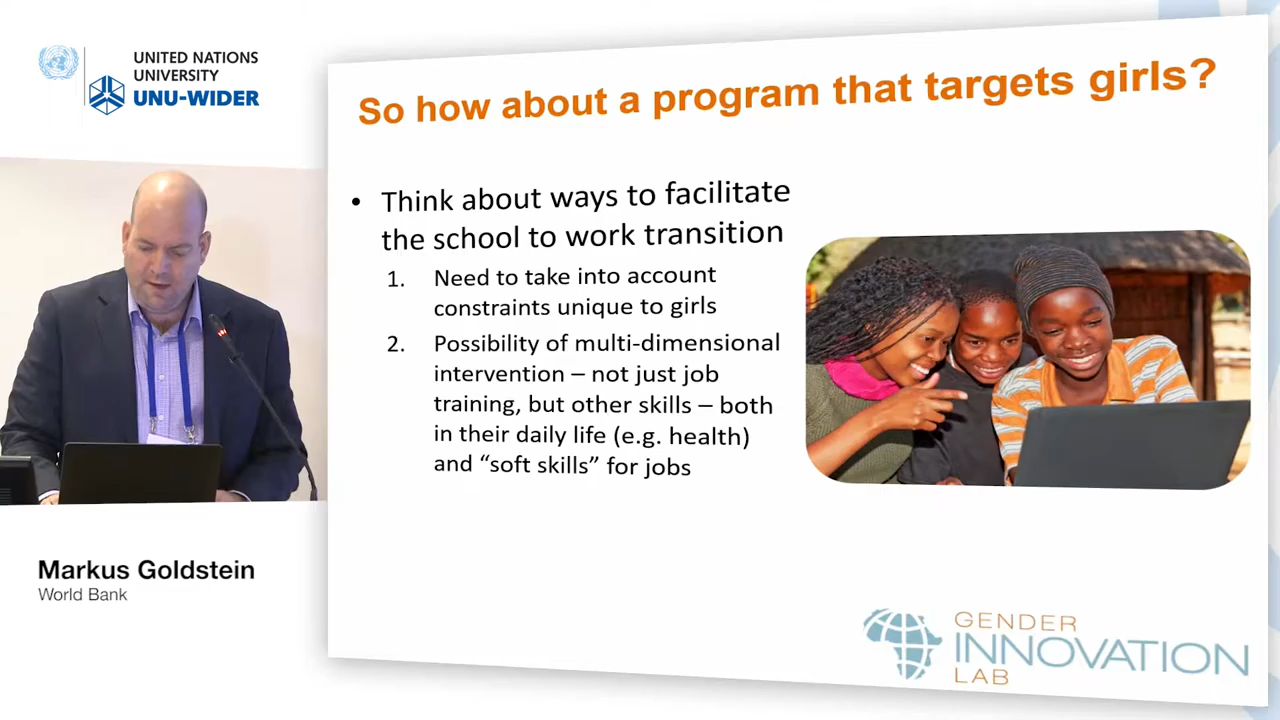 UNITED NATIONS
UNIVERSITY
UNU-WIDER
So how about a program that targets girls?
• Think about ways to facilitate
the school to work transition
1. Need to take into account
constraints unique to girls
2. Possibility of multi-dimensional
intervention – not just job
training, but other skills – both
in their daily life (e.g. health)
and “soft skills” for jobs
Markus Goldstein
World Bank
GENDER
INNOVATION
LAB